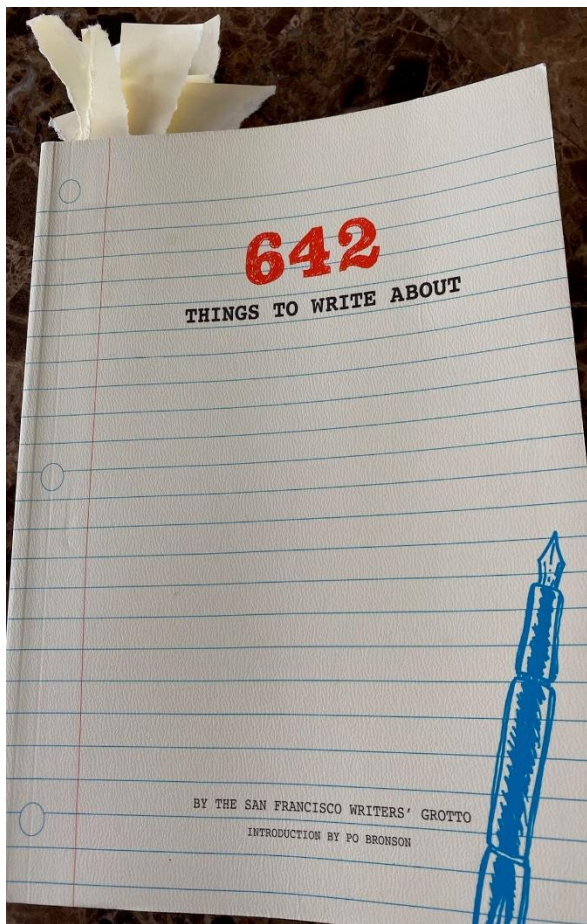 642
THINGS TO WRITE ABOUT
BY THE SAN FRANCISCO WRITERS' GROTTO
INTRODUCTION BY PO BRONSON